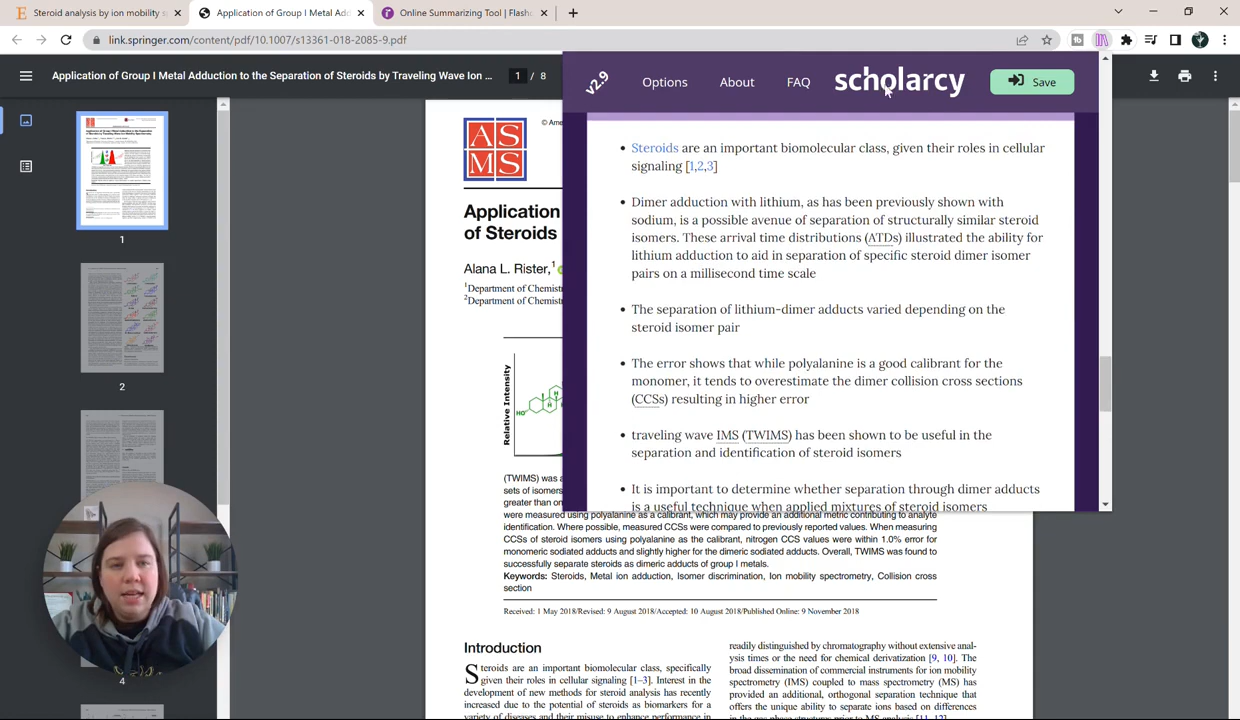 Steroid analysis by ion mobility s
Application of Group I Metal Add
Online Summarizing Tool | Flash
link.springer.com/content/pdf/10.1007/s13361-018-2085-9.pdf
Application of Group I Metal Adduction to the Separation of Steroids by Traveling Wave Ion ...
1 / 8
v2.9
Options
About
FAQ
scholarcy
Save
1
2
4
ASMS
© Ame
Application
of Steroids
Alana L. Rister,1
1Department of Chemist
2Department of Chemist
Relative Intensity
HO
H
H
H
• Steroids are an important biomolecular class, given their roles in cellular
signaling [1,2,3]
• Dimer adduction with lithium, as has been previously shown with
sodium, is a possible avenue of separation of structurally similar steroid
isomers. These arrival time distributions (ATDs) illustrated the ability for
lithium adduction to aid in separation of specific steroid dimer isomer
pairs on a millisecond time scale
• The separation of lithium-dimer adducts varied depending on the
steroid isomer pair
• The error shows that while polyalanine is a good calibrant for the
monomer, it tends to overestimate the dimer collision cross sections
(CCSs) resulting in higher error
• traveling wave IMS (TWIMS) has been shown to be useful in the
separation and identification of steroid isomers
• It is important to determine whether separation through dimer adducts
is a useful technique when applied mixtures of steroid isomers
(TWIMS) was a
sets of isomers
greater than on
were measured using polyalanine as a calibrant, which may provide an additional metric contributing to analyte
identification. Where possible, measured CCSs were compared to previously reported values. When measuring
CCSs of steroid isomers using polyalanine as the calibrant, nitrogen CCS values were within 1.0% error for
monomeric sodiated adducts and slightly higher for the dimeric sodiated adducts. Overall, TWIMS was found to
successfully separate steroids as dimeric adducts of group I metals.
Keywords: Steroids, Metal ion adduction, Isomer discrimination, Ion mobility spectrometry, Collision cross
section
Received: 1 May 2018/Revised: 9 August 2018/Accepted: 10 August 2018/Published Online: 9 November 2018
Introduction
Steroids are an important biomolecular class, specifically
given their roles in cellular signaling [1–3]. Interest in the
development of new methods for steroid analysis has recently
increased due to the potential of steroids as biomarkers for a
variety of diseases and their misuse to enhance performance in
readily distinguished by chromatography without extensive anal-
ysis times or the need for chemical derivatization [9, 10]. The
broad dissemination of commercial instruments for ion mobility
spectrometry (IMS) coupled to mass spectrometry (MS) has
provided an additional, orthogonal separation technique that
offers the unique ability to separate ions based on differences